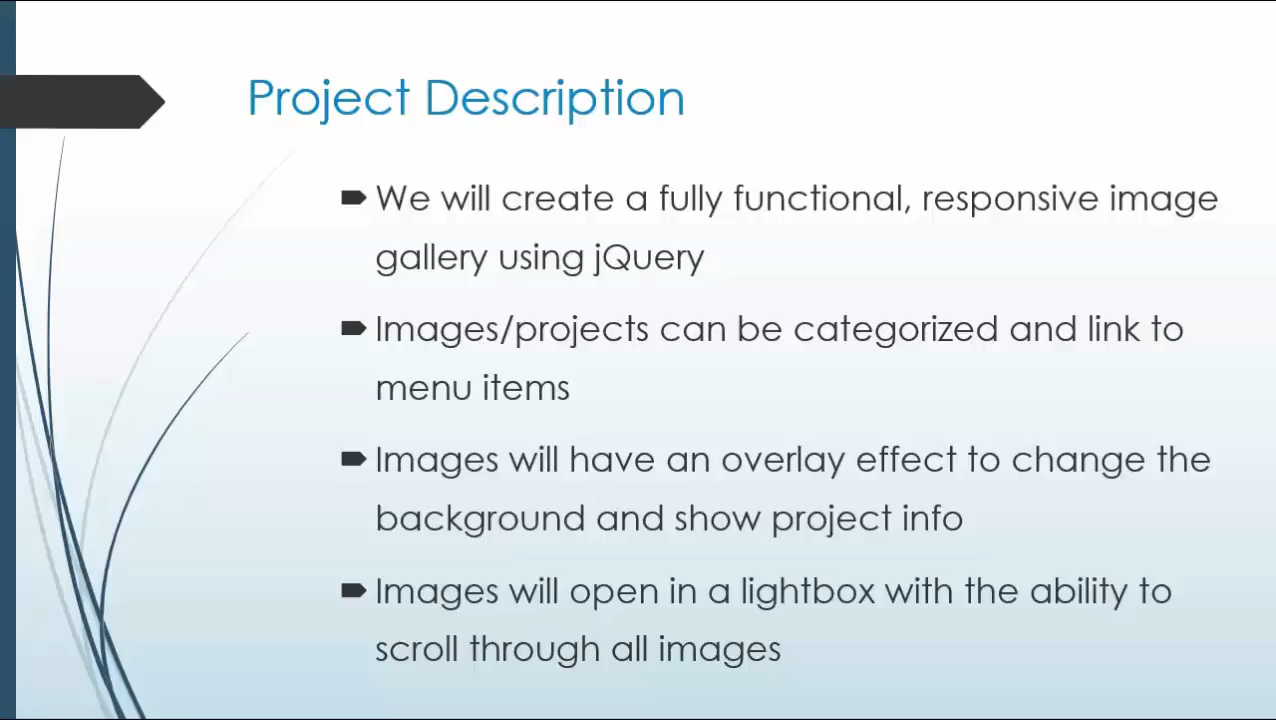 Project Description
We will create a fully functional, responsive image
gallery using jQuery
Images/projects can be categorized and link to
menu items
Images will have an overlay effect to change the
background and show project info
Images will open in a lightbox with the ability to
scroll through all images